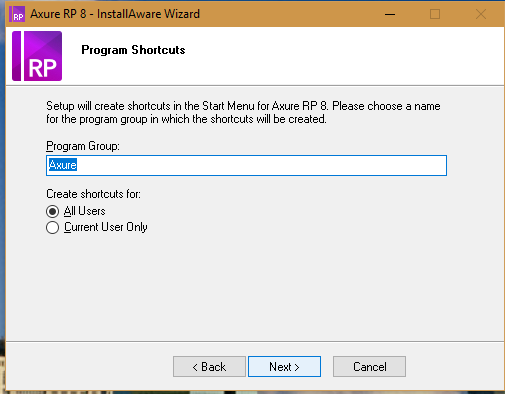 RP Axure RP 8 - InstallAware Wizard
RP
Program Shortcuts
Setup will create shortcuts in the Start Menu for Axure RP 8. Please choose a name
for the program group in which the shortcuts will be created.
Program Group:
Axure
Create shortcuts for:
All Users
Current User Only
< Back Next > Cancel